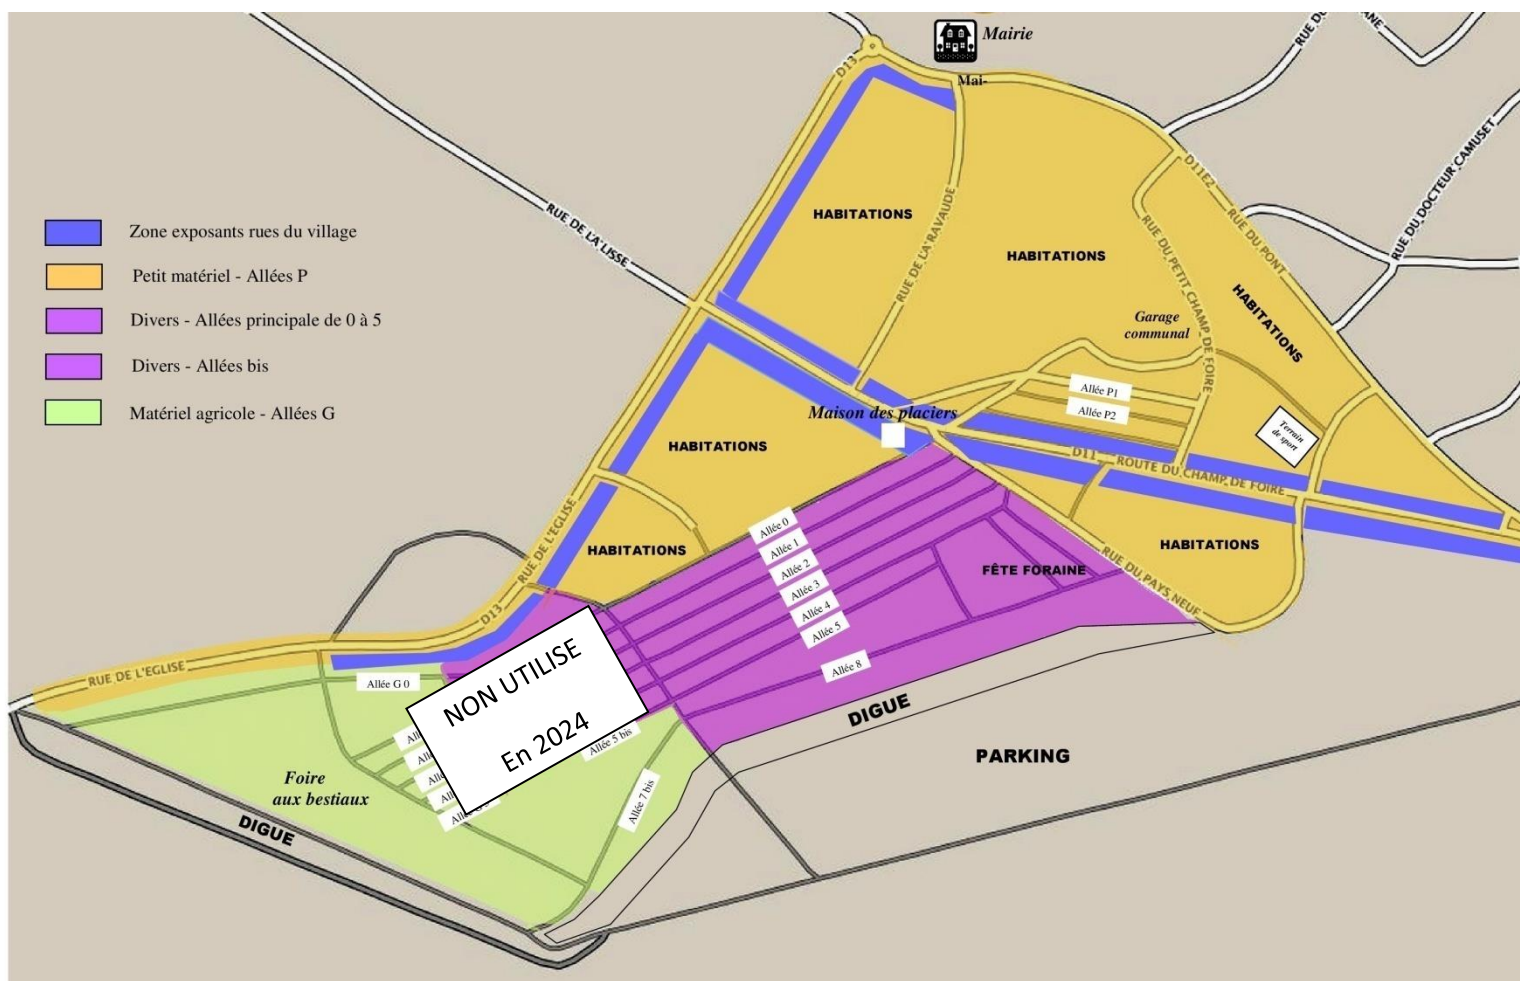 Mairie
Mai-
D13
RUE DE LA LISSE
HABITATIONS
RUE DE LA RAVAUDE
HABITATIONS
D11E2
RUE DU PONT
RUE DU DOCTEUR CAMUSET
RUE DU PETIT CHAMP DE FOIRE
HABITATIONS
Garage
communal
Zone exposants rues du village
Petit matériel - Allées P
Divers - Allées principale de 0 à 5
Divers - Allées bis
Matériel agricole - Allées G
Allée P1
Allée P2
Maison des placiers
Terrain
de sport
HABITATIONS
D11 ROUTE DU CHAMP DE FOIRE
HABITATIONS
HABITATIONS
RUE DE L'EGLISE
D13
Allée 0
Allée 1
Allée 2
Allée 3
Allée 4
Allée 5
Allée 8
FÊTE FORAINE
RUE DU PAYS NEUF
RUE DE L'EGLISE
Allée G 0
NON UTILISE
En 2024
Allée 5 bis
Allée 7 bis
DIGUE
PARKING
Foire
aux bestiaux
DIGUE